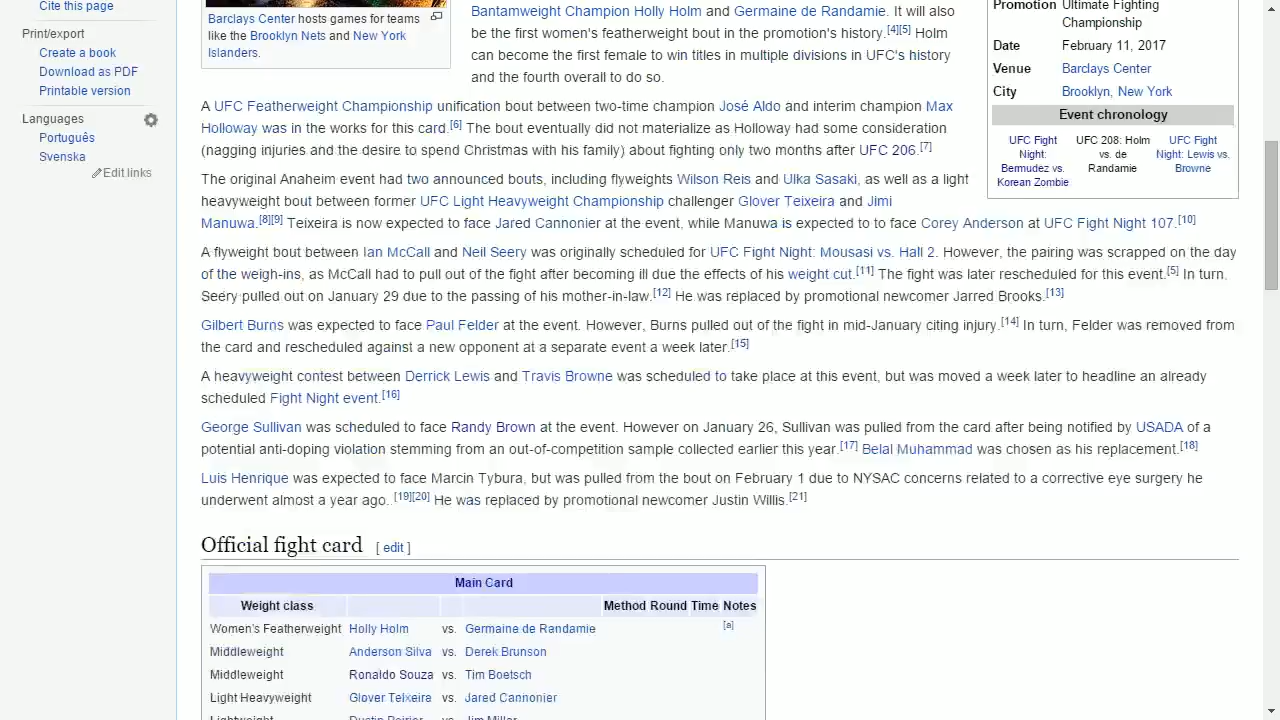 Cite this page
Print/export
Create a book
Download as PDF
Printable version
Languages
Português
Svenska
Edit links
Barclays Center hosts games for teams
like the Brooklyn Nets and New York
Islanders.
Bantamweight Champion Holly Holm and Germaine de Randamie. It will also
be the first women's featherweight bout in the promotion's history.[4][5] Holm
can become the first female to win titles in multiple divisions in UFC's history
and the fourth overall to do so.
A UFC Featherweight Championship unification bout between two-time champion José Aldo and interim champion Max
Holloway was in the works for this card.[6] The bout eventually did not materialize as Holloway had some consideration
(nagging injuries and the desire to spend Christmas with his family) about fighting only two months after UFC 206.[7]
The original Anaheim event had two announced bouts, including flyweights Wilson Reis and Ulka Sasaki, as well as a light
heavyweight bout between former UFC Light Heavyweight Championship challenger Glover Teixeira and Jimi
Manuwa.[8][9] Teixeira is now expected to face Jared Cannonier at the event, while Manuwa is expected to to face Corey Anderson at UFC Fight Night 107.[10]
A flyweight bout between Ian McCall and Neil Seery was originally scheduled for UFC Fight Night: Mousasi vs. Hall 2. However, the pairing was scrapped on the day
of the weigh-ins, as McCall had to pull out of the fight after becoming ill due the effects of his weight cut.[11] The fight was later rescheduled for this event.[5] In turn,
Seery pulled out on January 29 due to the passing of his mother-in-law.[12] He was replaced by promotional newcomer Jarred Brooks.[13]
Gilbert Burns was expected to face Paul Felder at the event. However, Burns pulled out of the fight in mid-January citing injury.[14] In turn, Felder was removed from
the card and rescheduled against a new opponent at a separate event a week later.[15]
A heavyweight contest between Derrick Lewis and Travis Browne was scheduled to take place at this event, but was moved a week later to headline an already
scheduled Fight Night event.[16]
George Sullivan was scheduled to face Randy Brown at the event. However on January 26, Sullivan was pulled from the card after being notified by USADA of a
potential anti-doping violation stemming from an out-of-competition sample collected earlier this year.[17] Belal Muhammad was chosen as his replacement.[18]
Luis Henrique was expected to face Marcin Tybura, but was pulled from the bout on February 1 due to NYSAC concerns related to a corrective eye surgery he
underwent almost a year ago. [19][20] He was replaced by promotional newcomer Justin Willis.[21]
Promotion Ultimate Fighting
Championship
Date February 11, 2017
Venue Barclays Center
City Brooklyn, New York
Event chronology
UFC Fight Night: Bermudez vs. Korean Zombie
UFC 208: Holm vs. de Randamie
UFC Fight Night: Lewis vs. Browne
Official fight card [ edit ]
Main Card
Weight class Method Round Time Notes
Women's Featherweight Holly Holm vs. Germaine de Randamie [a]
Middleweight Anderson Silva vs. Derek Brunson
Middleweight Ronaldo Souza vs. Tim Boetsch
Light Heavyweight Glover Teixeira vs. Jared Cannonier
Lightweight Dustin Poirier vs. Jim Miller